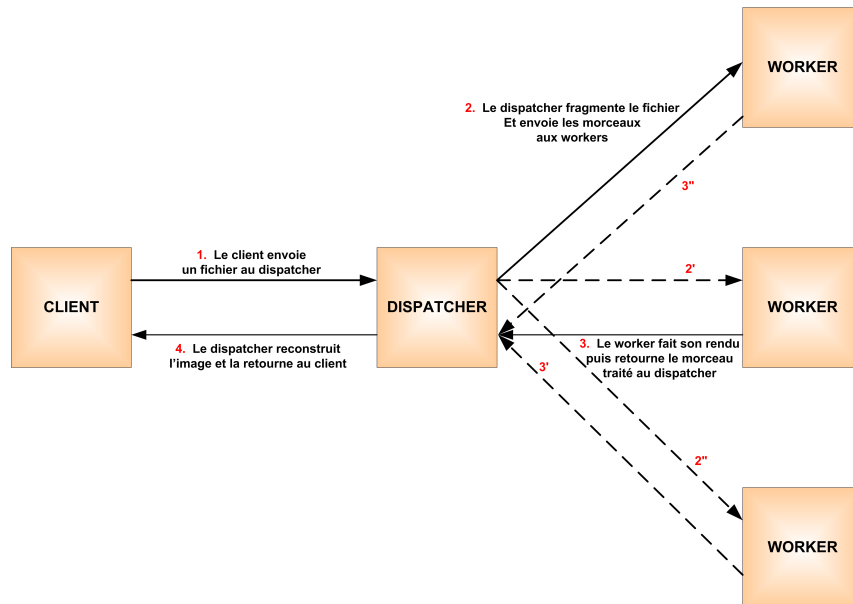 WORKER
2. Le dispatcher fragmente le fichier
Et envoie les morceaux
aux workers
3"
1. Le client envoie
un fichier au dispatcher
2'
CLIENT
DISPATCHER
WORKER
4. Le dispatcher reconstruit
l'image et la retourne au client
3. Le worker fait son rendu
puis retourne le morceau
traité au dispatcher
3'
2"
WORKER